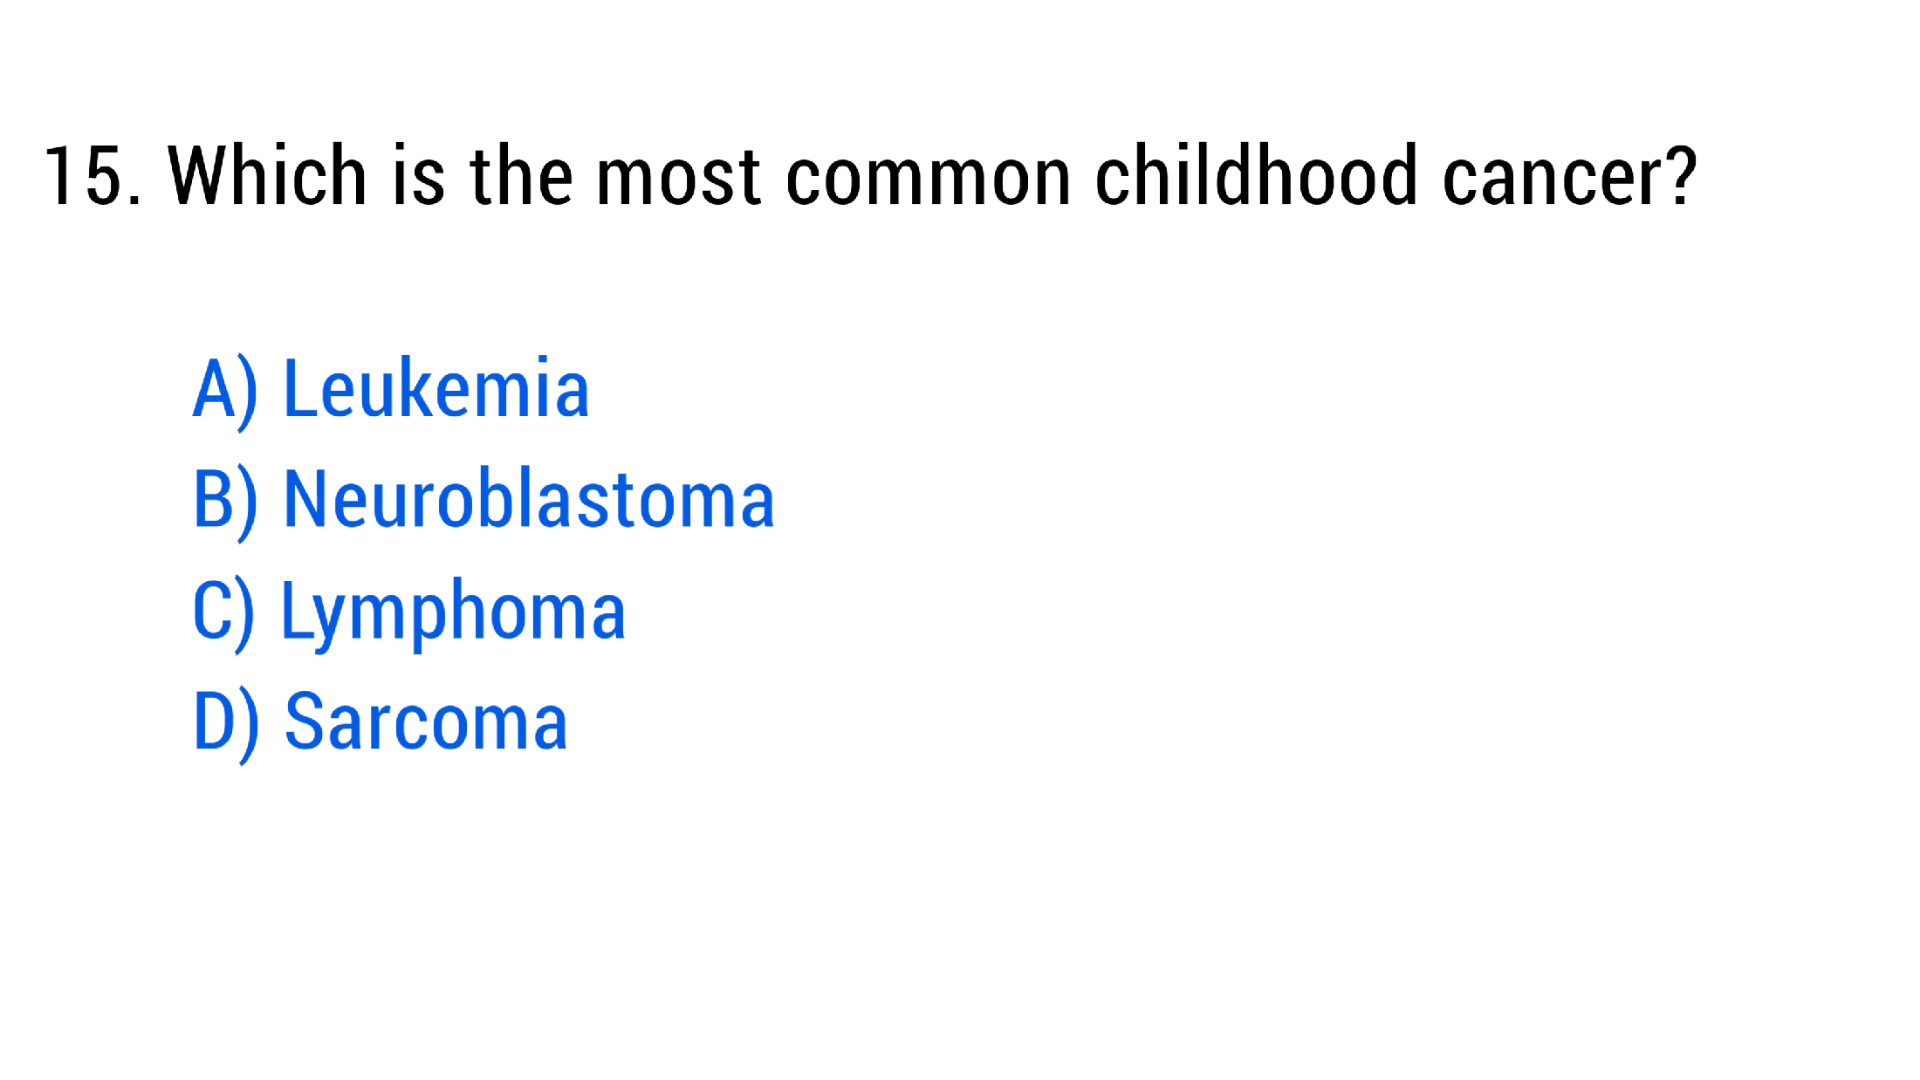 15. Which is the most common childhood cancer?
A) Leukemia
B) Neuroblastoma
C) Lymphoma
D) Sarcoma